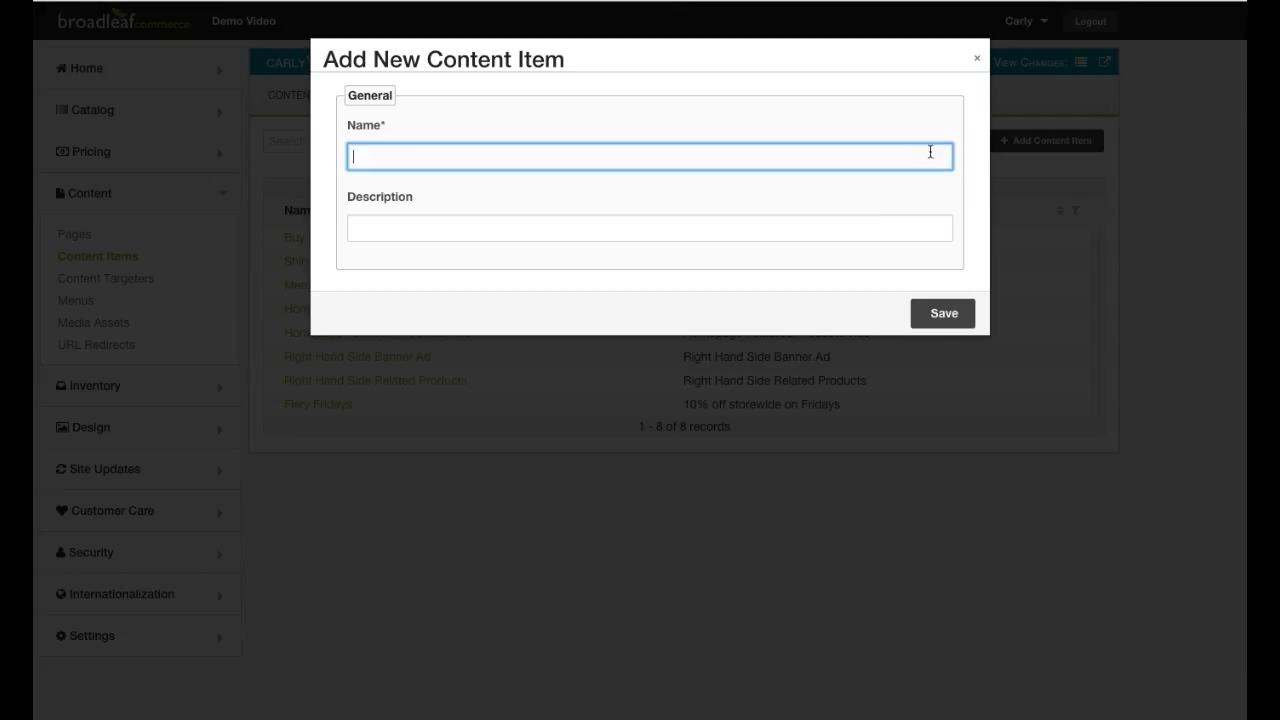 broadleafcommerce
Demo Video
Carly
Logout
Home
Catalog
Pricing
Content
Pages
Content Items
Content Targeters
Menus
Media Assets
URL Redirects
Inventory
Design
Site Updates
Customer Care
Security
Internationalization
Settings
CARLY'
VIEW CHANGES:
CONTEN
Search
+ Add Content Item
Nam
Buy
Shir
Men
Hom
Right Hand Side Banner Ad
Right Hand Side Banner Ad
Right Hand Side Related Products
Right Hand Side Related Products
Fiery Fridays
10% off storewide on Fridays
1 - 8 of 8 records
Add New Content Item
×
General
Name*
Description
Save